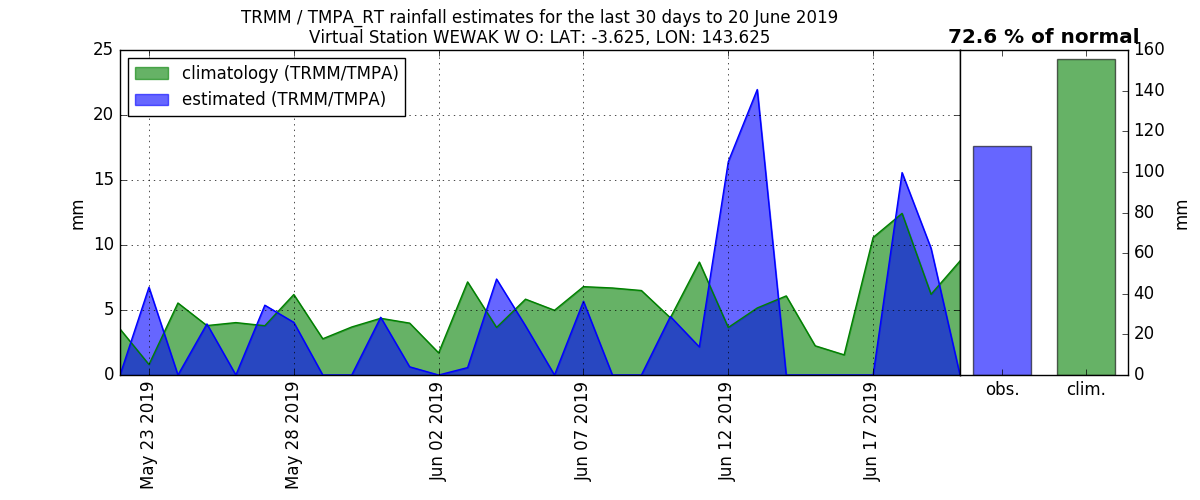 TRMM / TMPA_RT rainfall estimates for the last 30 days to 20 June 2019
Virtual Station WEWAK W O: LAT: -3.625, LON: 143.625
72.6 % of normal
climatology (TRMM/TMPA)
estimated (TRMM/TMPA)
25
20
15
10
5
0
mm
May 23 2019
May 28 2019
Jun 02 2019
Jun 07 2019
Jun 12 2019
Jun 17 2019
obs.
clim.
160
140
120
100
80
60
40
20
0
mm